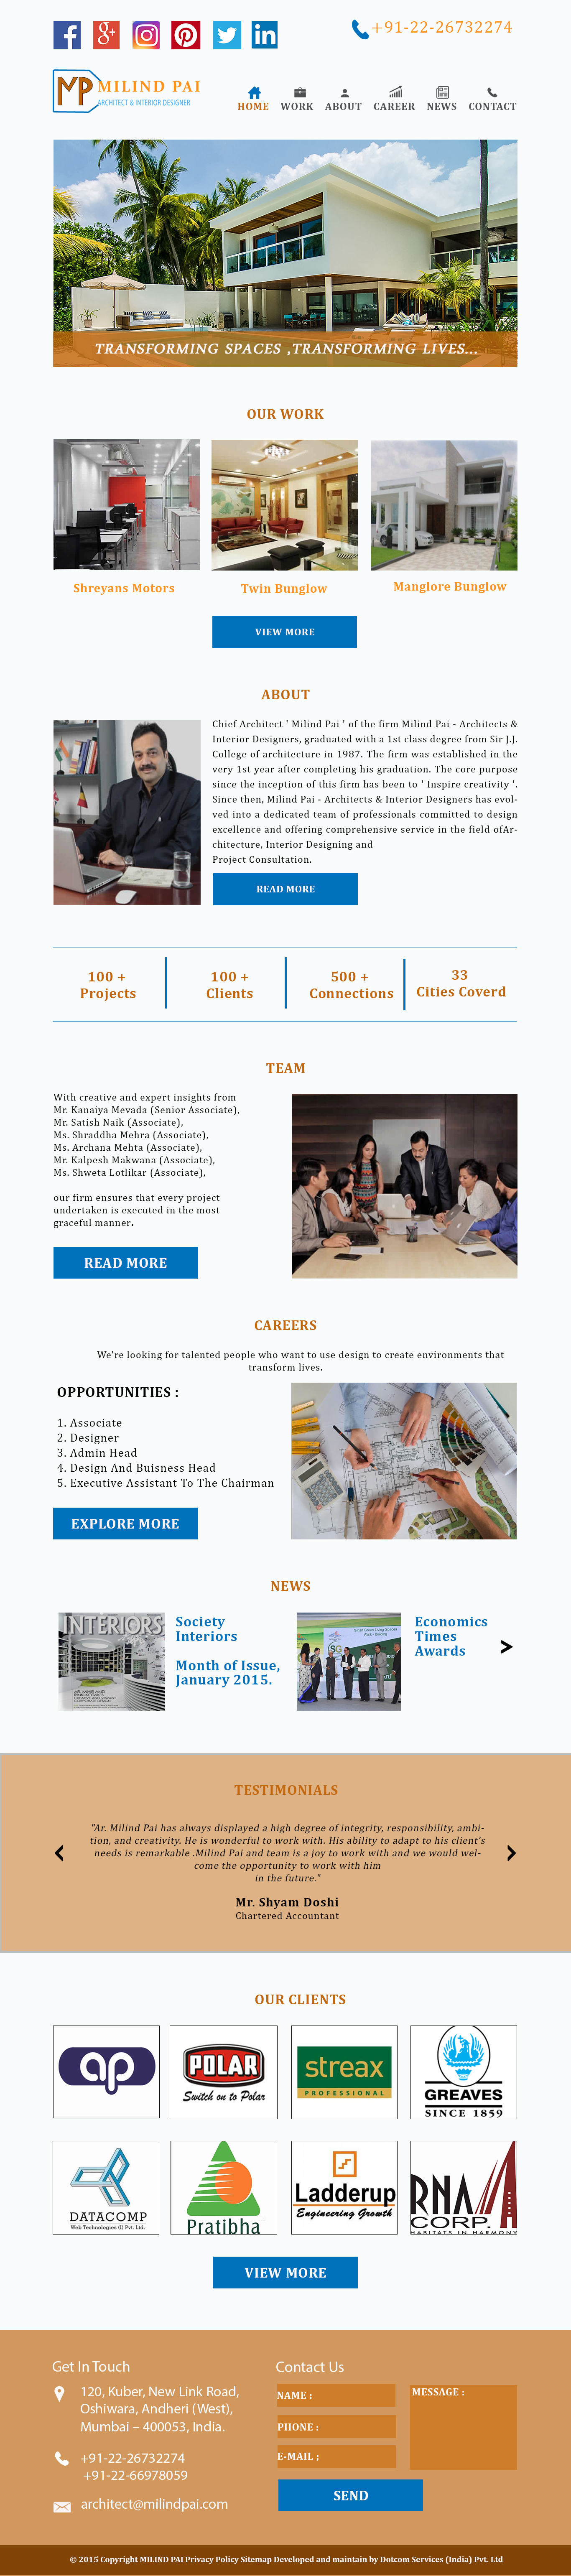 +91-22-26732274
MP MILIND PAI
ARCHITECT & INTERIOR DESIGNER
HOME WORK ABOUT CAREER NEWS CONTACT
TRANSFORMING SPACES ,TRANSFORMING LIVES...
OUR WORK
Shreyans Motors
Twin Bunglow
Manglore Bunglow
VIEW MORE
ABOUT
Chief Architect ' Milind Pai ' of the firm Milind Pai - Architects &
Interior Designers, graduated with a 1st class degree from Sir J.J.
College of architecture in 1987. The firm was established in the
very 1st year after completing his graduation. The core purpose
since the inception of this firm has been to ' Inspire creativity '.
Since then, Milind Pai - Architects & Interior Designers has evol-
ved into a dedicated team of professionals committed to design
excellence and offering comprehensive service in the field ofAr-
chitecture, Interior Designing and
Project Consultation.
READ MORE
100 +
Projects
100 +
Clients
500 +
Connections
33
Cities Coverd
TEAM
With creative and expert insights from
Mr. Kanaiya Mevada (Senior Associate),
Mr. Satish Naik (Associate),
Ms. Shraddha Mehra (Associate),
Ms. Archana Mehta (Associate),
Mr. Kalpesh Makwana (Associate),
Ms. Shweta Lotlikar (Associate),
our firm ensures that every project
undertaken is executed in the most
graceful manner.
READ MORE
CAREERS
We're looking for talented people who want to use design to create environments that
transform lives.
OPPORTUNITIES :
1. Associate
2. Designer
3. Admin Head
4. Design And Buisness Head
5. Executive Assistant To The Chairman
EXPLORE MORE
NEWS
INTERIORS
Society
Interiors
Month of Issue,
January 2015.
Economics
Times
Awards
TESTIMONIALS
"Ar. Milind Pai has always displayed a high degree of integrity, responsibility, ambi-
tion, and creativity. He is wonderful to work with. His ability to adapt to his client's
needs is remarkable .Milind Pai and team is a joy to work with and we would wel-
come the opportunity to work with him
in the future."
Mr. Shyam Doshi
Chartered Accountant
OUR CLIENTS
ap
POLAR
Switch on to Polar
streax
PROFESSIONAL
GREAVES
SINCE 1859
DATACOMP
Web Technologies (I) Pvt. Ltd.
Pratibha
Ladderup
Engineering Growth
RNA
CORP.
HABITATS IN HARMONY
VIEW MORE
Get In Touch
120, Kuber, New Link Road,
Oshiwara, Andheri (West),
Mumbai – 400053, India.
+91-22-26732274
+91-22-66978059
architect@milindpai.com
Contact Us
NAME :
PHONE :
E-MAIL ;
MESSAGE :
SEND
© 2015 Copyright MILIND PAI Privacy Policy Sitemap Developed and maintain by Dotcom Services (India) Pvt. Ltd